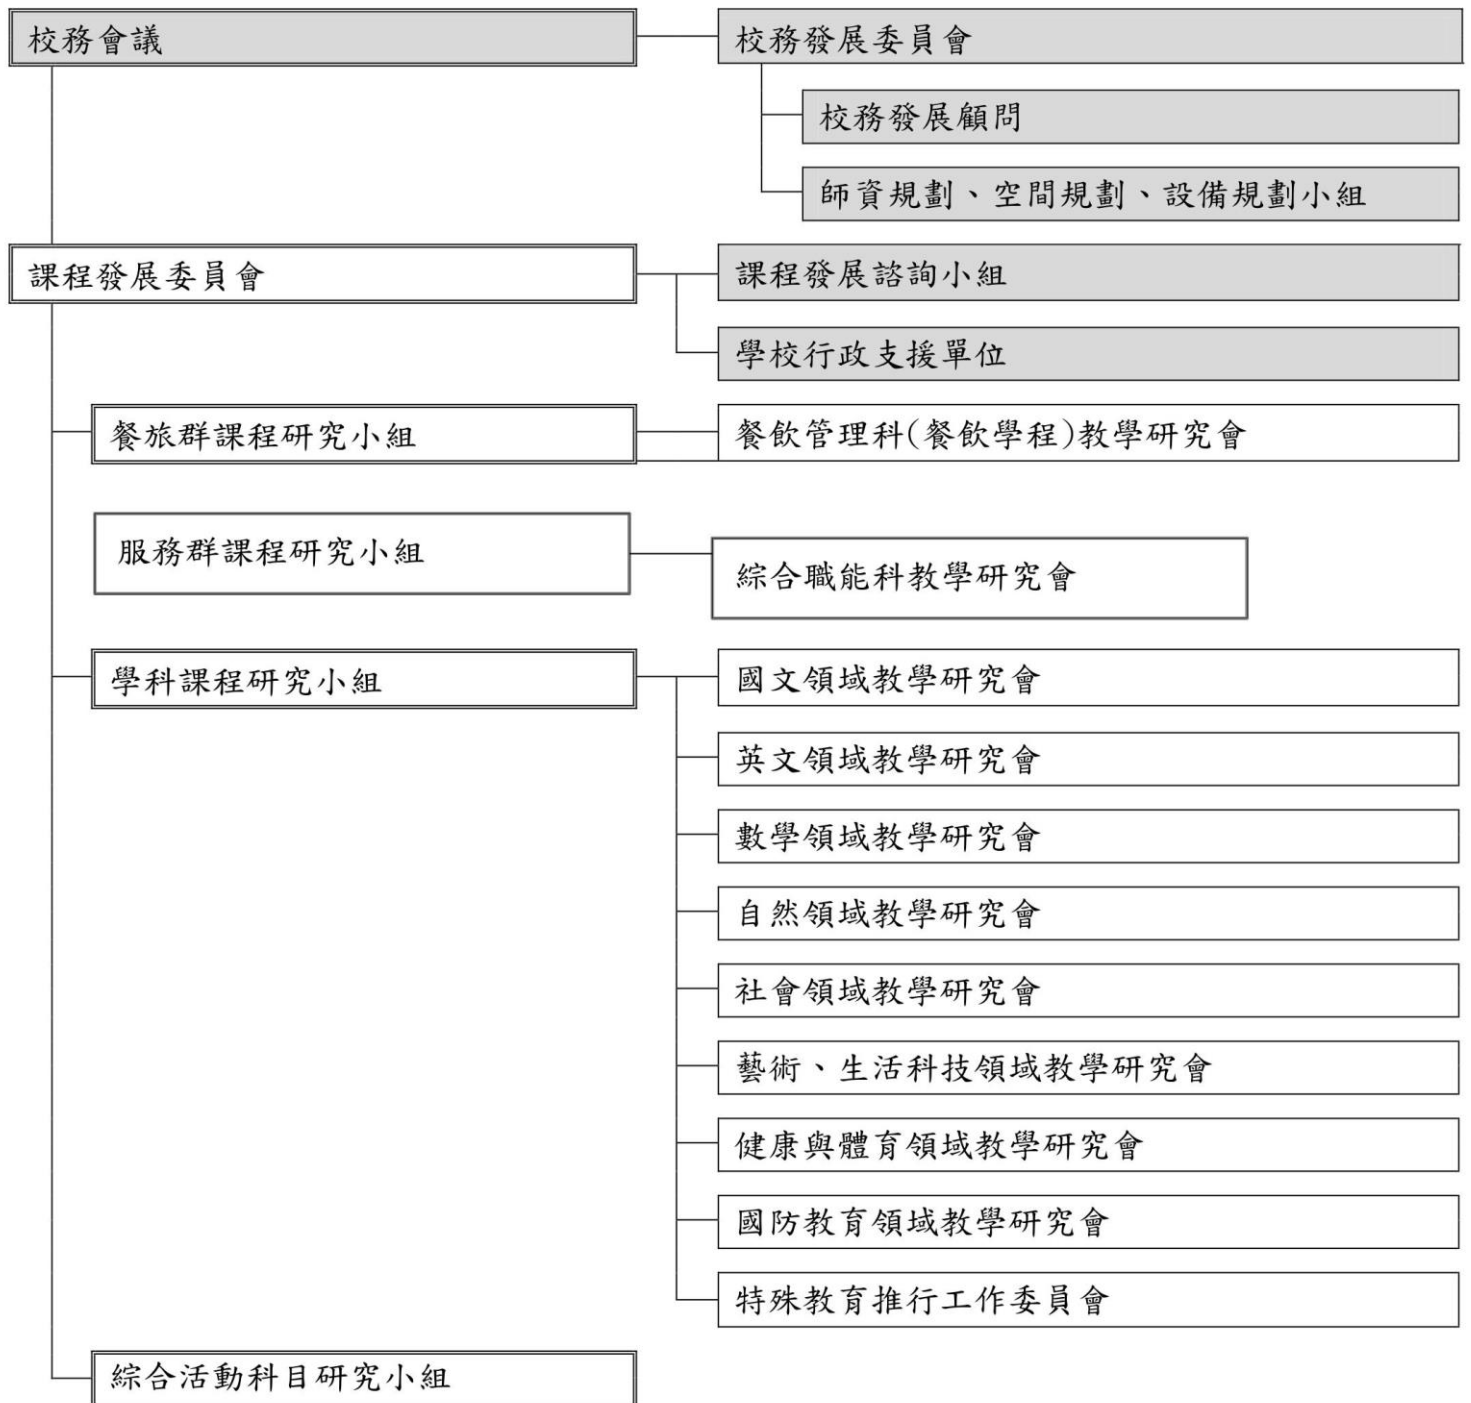 校務會議
校務發展委員會
校務發展顧問
師資規劃、空間規劃、設備規劃小組
課程發展委員會
課程發展諮詢小組
學校行政支援單位
餐旅群課程研究小組
餐飲管理科(餐飲學程)教學研究會
服務群課程研究小組
綜合職能科教學研究會
學科課程研究小組
國文領域教學研究會
英文領域教學研究會
數學領域教學研究會
自然領域教學研究會
社會領域教學研究會
藝術、生活科技領域教學研究會
健康與體育領域教學研究會
國防教育領域教學研究會
特殊教育推行工作委員會
綜合活動科目研究小組